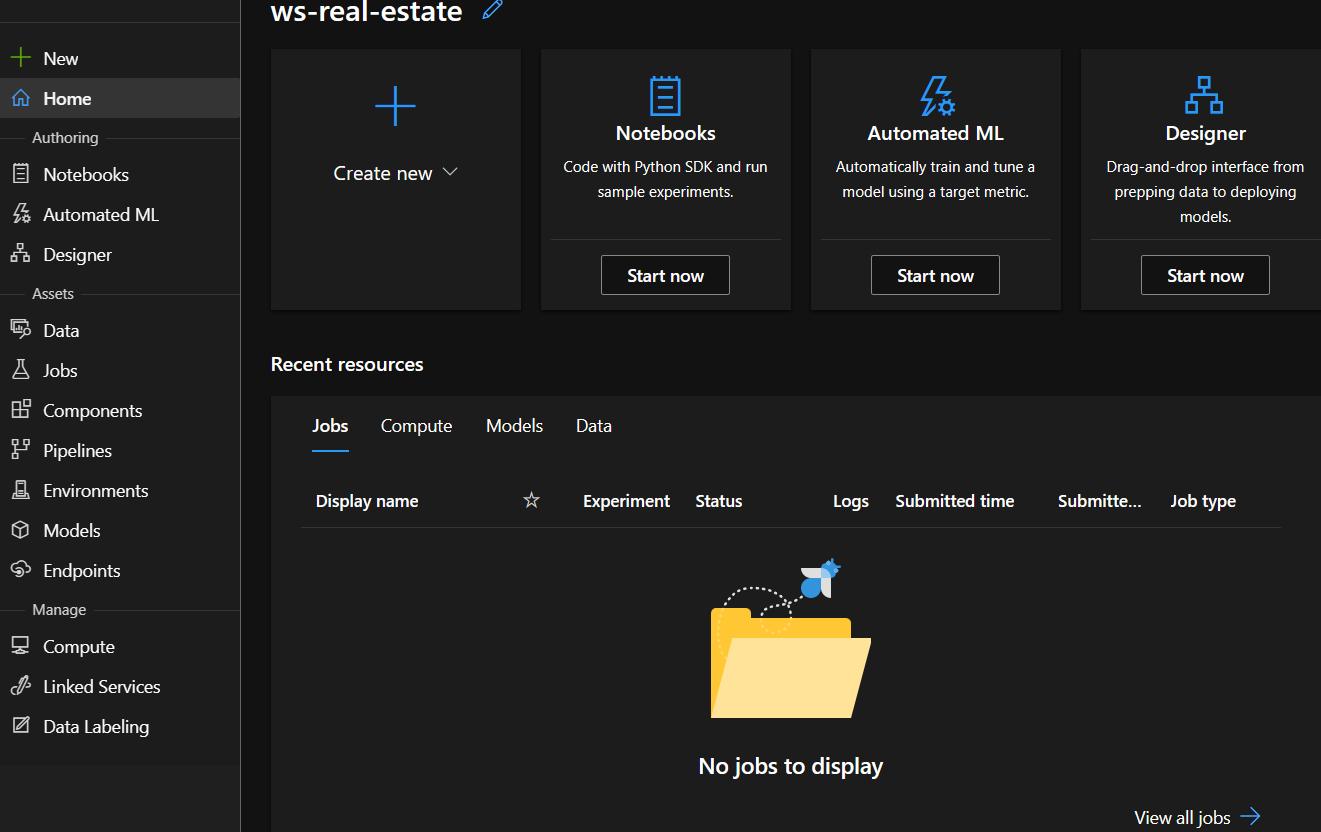 ws-real-estate
New
Home
Authoring
Notebooks
Automated ML
Designer
Assets
Data
Jobs
Components
Pipelines
Environments
Models
Endpoints
Manage
Compute
Linked Services
Data Labeling
Create new
Notebooks
Code with Python SDK and run
sample experiments.
Start now
Automated ML
Automatically train and tune a
model using a target metric.
Start now
Designer
Drag-and-drop interface from
prepping data to deploying
models.
Start now
Recent resources
Jobs Compute Models Data
Display name Experiment Status Logs Submitted time Submitte... Job type
No jobs to display
View all jobs